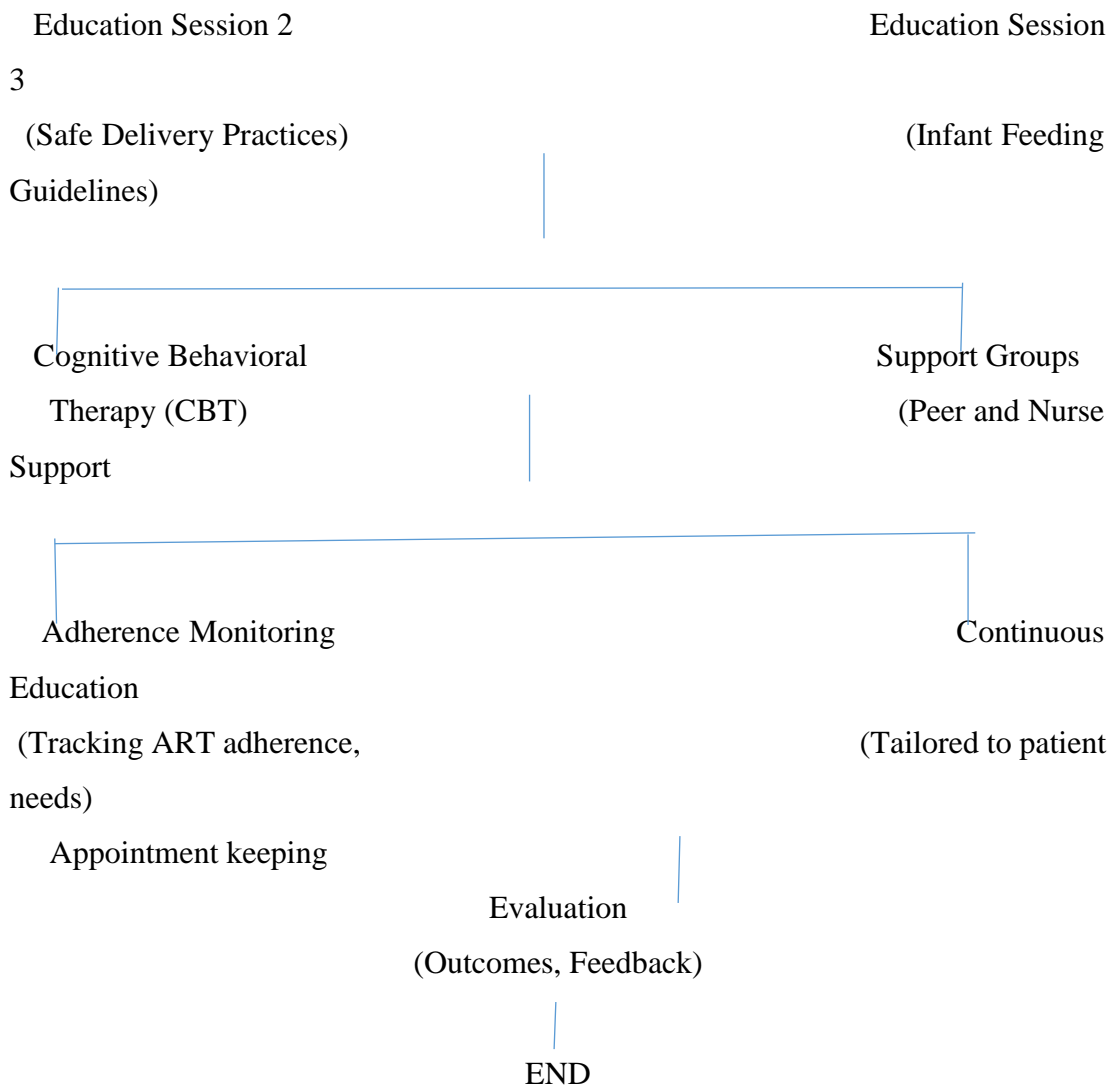 Education Session 2 Education Session
3
(Safe Delivery Practices) (Infant Feeding
Guidelines)
Cognitive Behavioral Support Groups
Therapy (CBT) (Peer and Nurse
Support
Adherence Monitoring Continuous
Education
(Tracking ART adherence, (Tailored to patient
needs)
Appointment keeping
Evaluation
(Outcomes, Feedback)
END